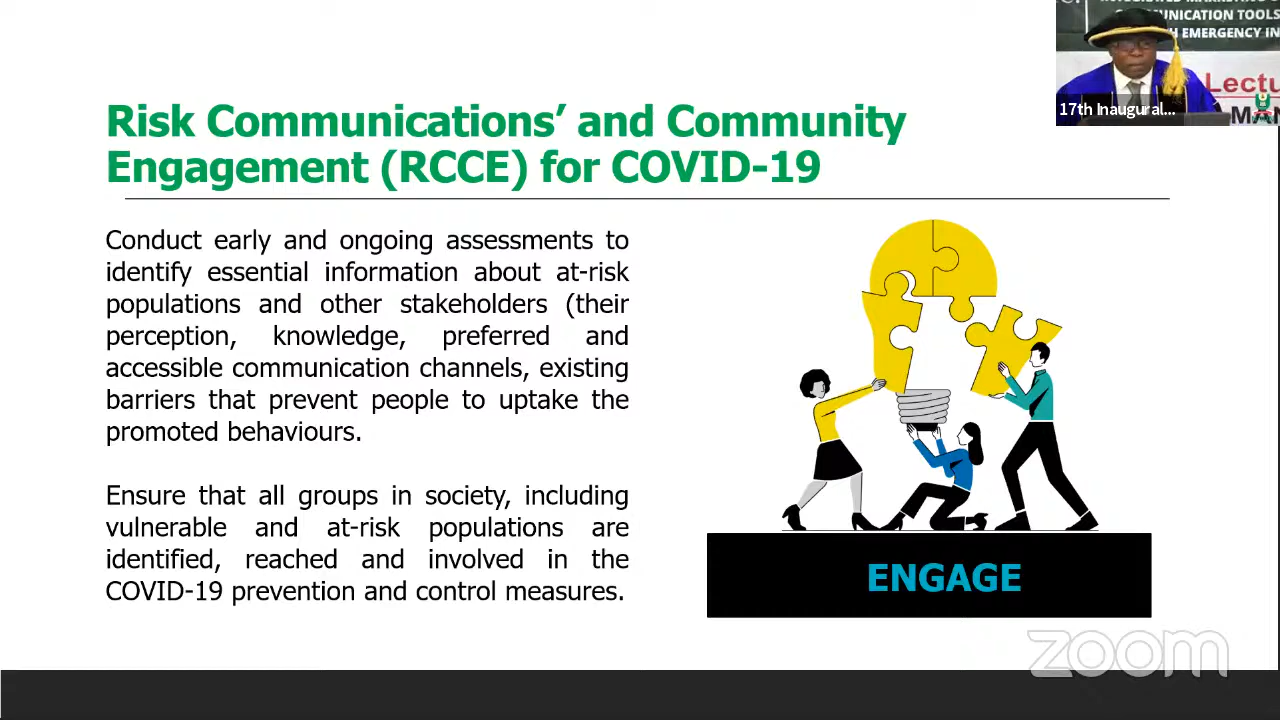 MUNICATION TOOLS
EMERGENCY IN
Lectu
17th Inaugural...
Risk Communications’ and Community
Engagement (RCCE) for COVID-19
Conduct early and ongoing assessments to
identify essential information about at-risk
populations and other stakeholders (their
perception, knowledge, preferred and
accessible communication channels, existing
barriers that prevent people to uptake the
promoted behaviours.
Ensure that all groups in society, including
vulnerable and at-risk populations are
identified, reached and involved in the
COVID-19 prevention and control measures.
ENGAGE
zoom